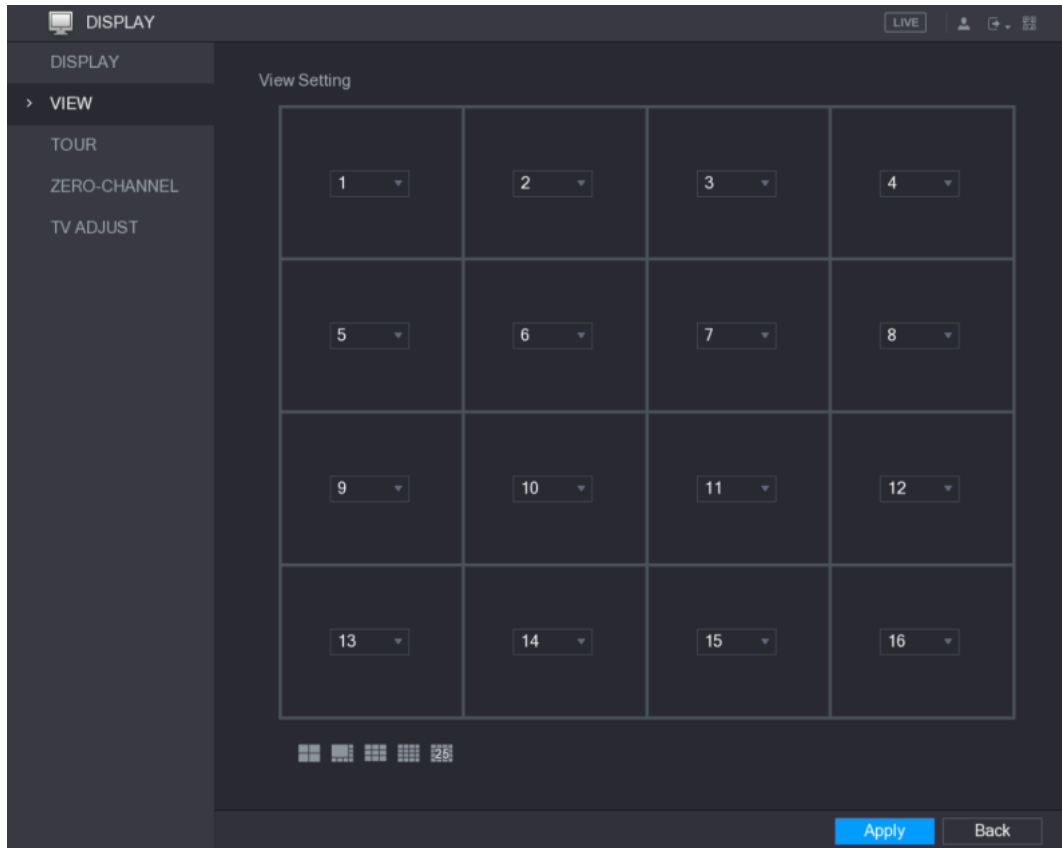 DISPLAY LIVE
DISPLAY
VIEW
TOUR
ZERO-CHANNEL
TV ADJUST
View Setting
1 2 3 4
5 6 7 8
9 10 11 12
13 14 15 16
25
Apply Back